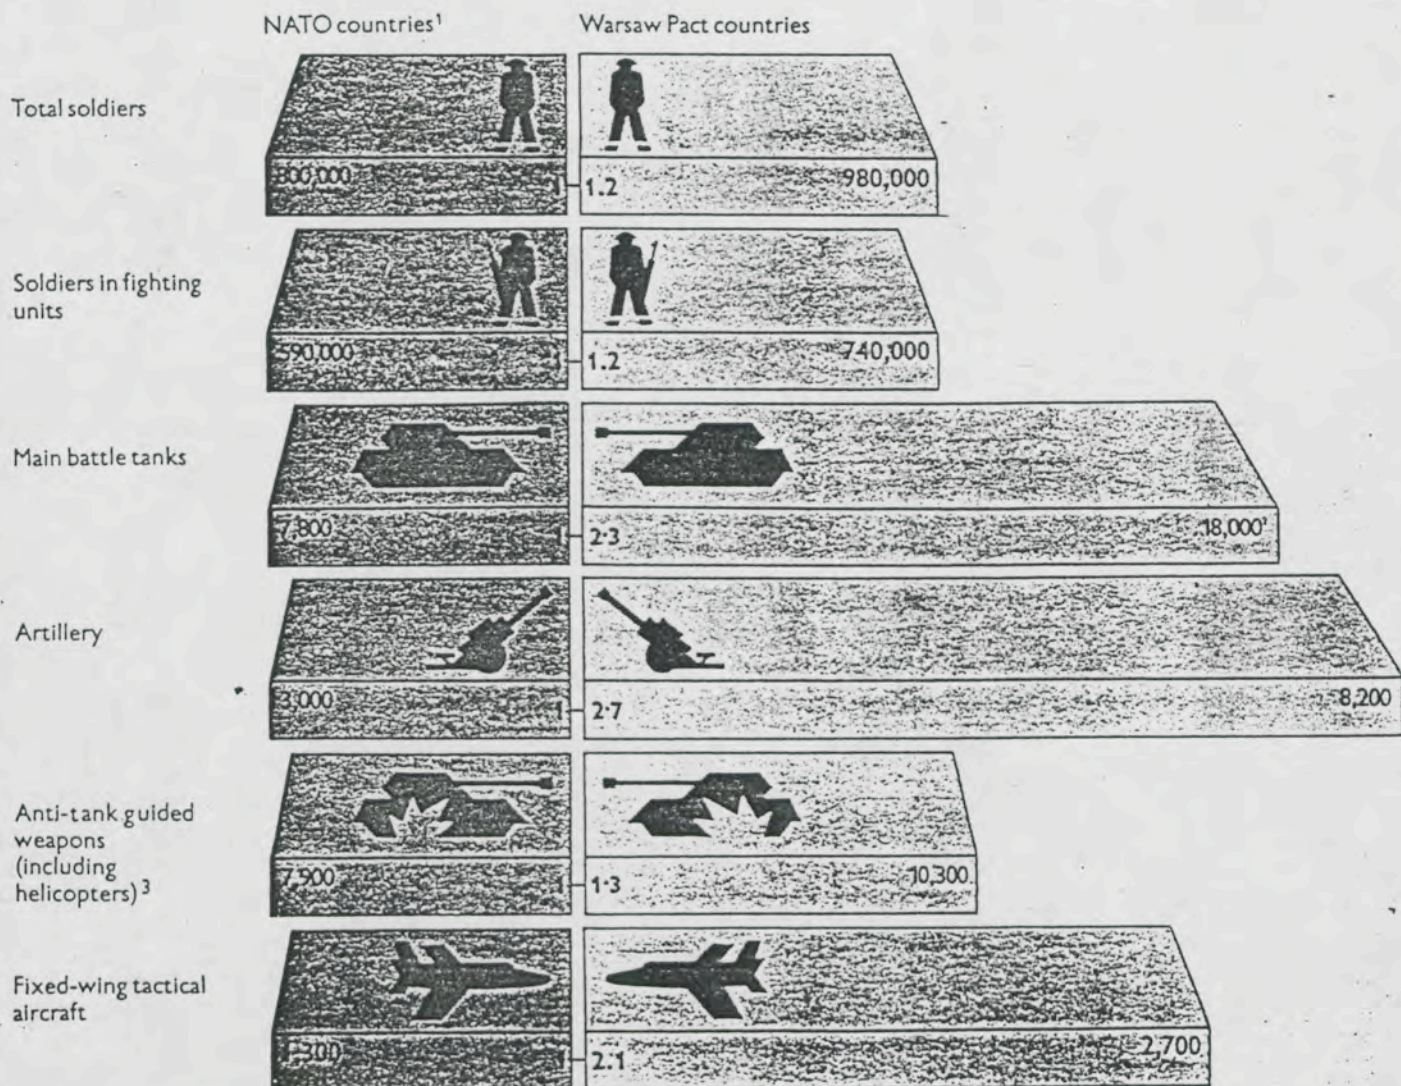 NATO countries¹ Warsaw Pact countries
Total soldiers
800,000 1 1.2 980,000
Soldiers in fighting
units
590,000 1 1.2 740,000
Main battle tanks
7,800 1 2·3 18,000
Artillery
3,000 1 2·7 8,200
Anti-tank guided
weapons
(including
helicopters)³
7,900 1 1·3 10,300
Fixed-wing tactical
aircraft
1,300 1 2.1 2,700